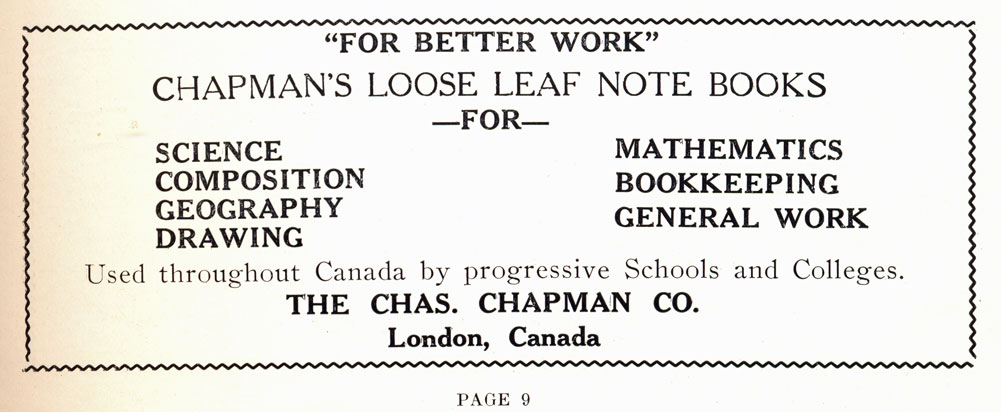 “FOR BETTER WORK”
CHAPMAN'S LOOSE LEAF NOTE BOOKS
—FOR—
SCIENCE
COMPOSITION
GEOGRAPHY
DRAWING
MATHEMATICS
BOOKKEEPING
GENERAL WORK
Used throughout Canada by progressive Schools and Colleges.
THE CHAS. CHAPMAN CO.
London, Canada
PAGE 9